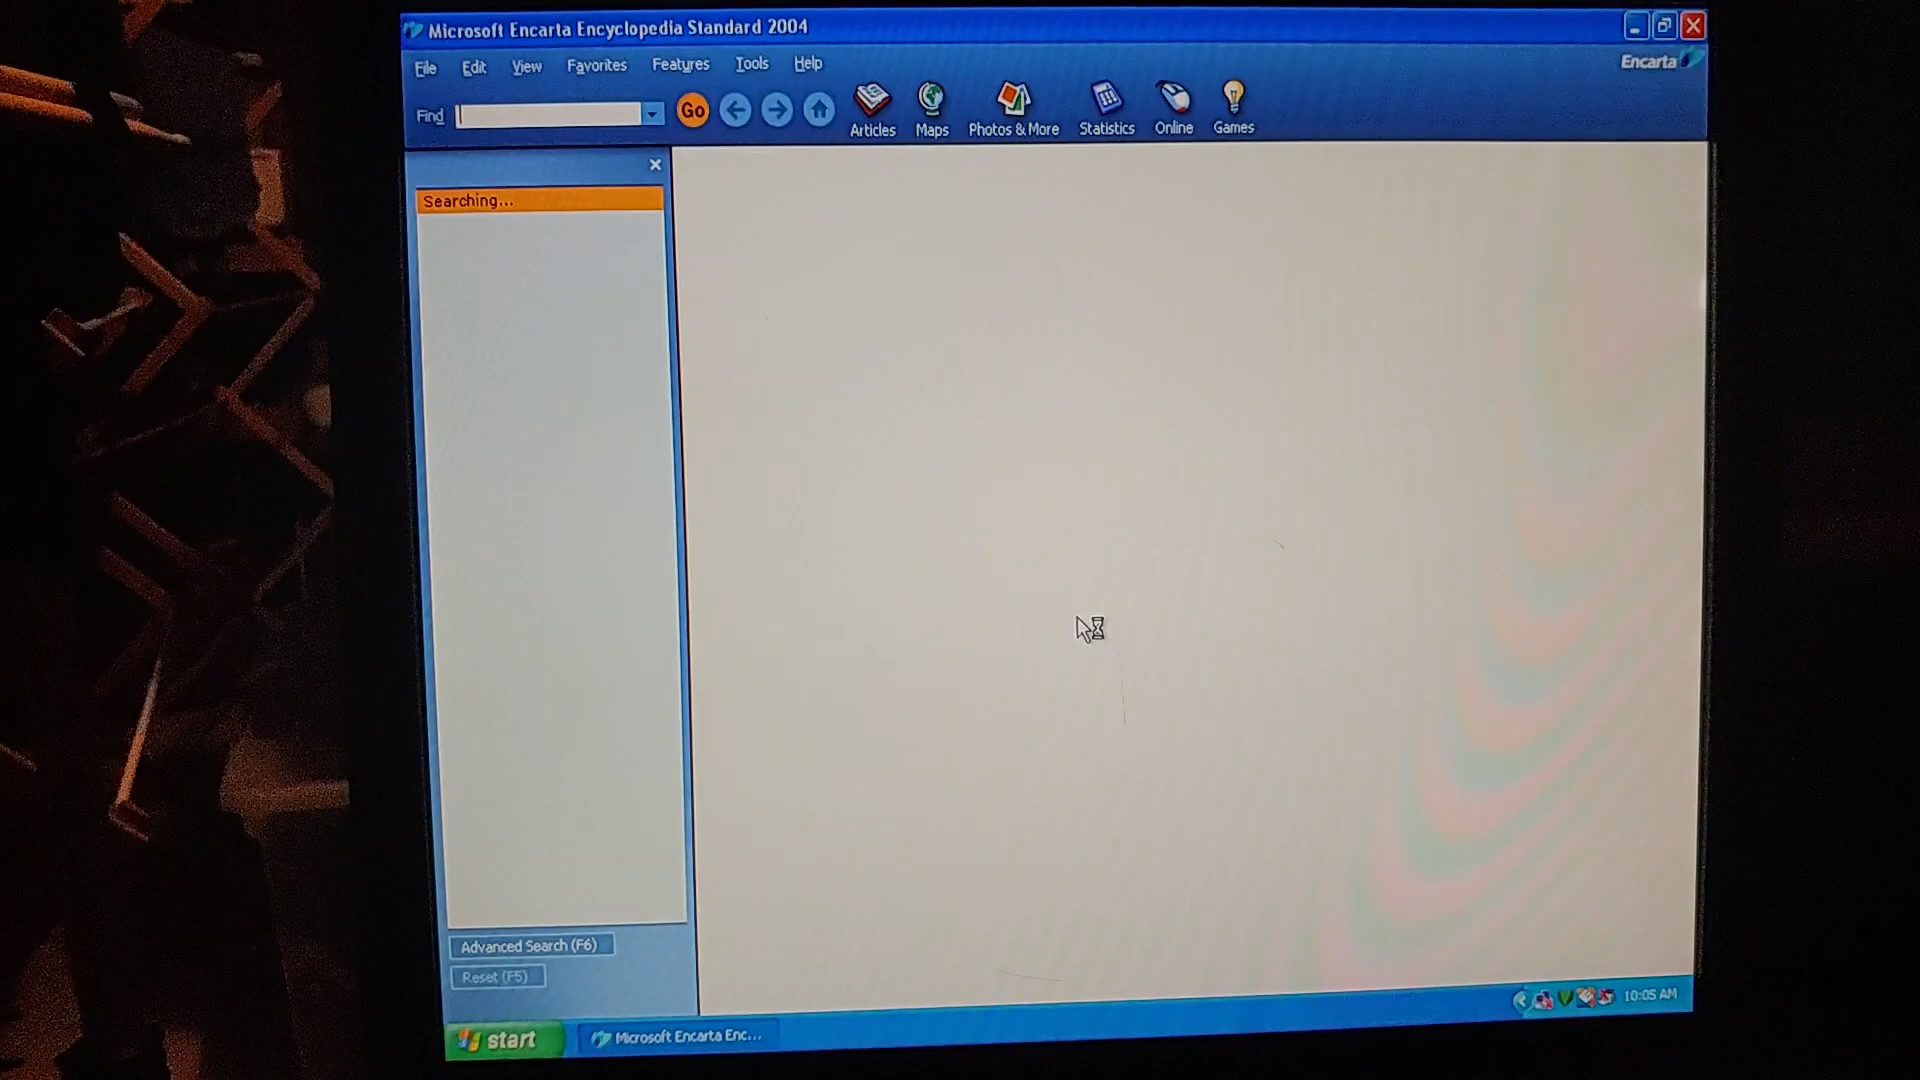 Microsoft Encarta Encyclopedia Standard 2004
File Edit View Favorites Features Tools Help
Encarta
Find Go
Articles Maps Photos & More Statistics Online Games
Searching...
Advanced Search (F6)
Reset (F5)
start Microsoft Encarta Enc... 10:05 AM